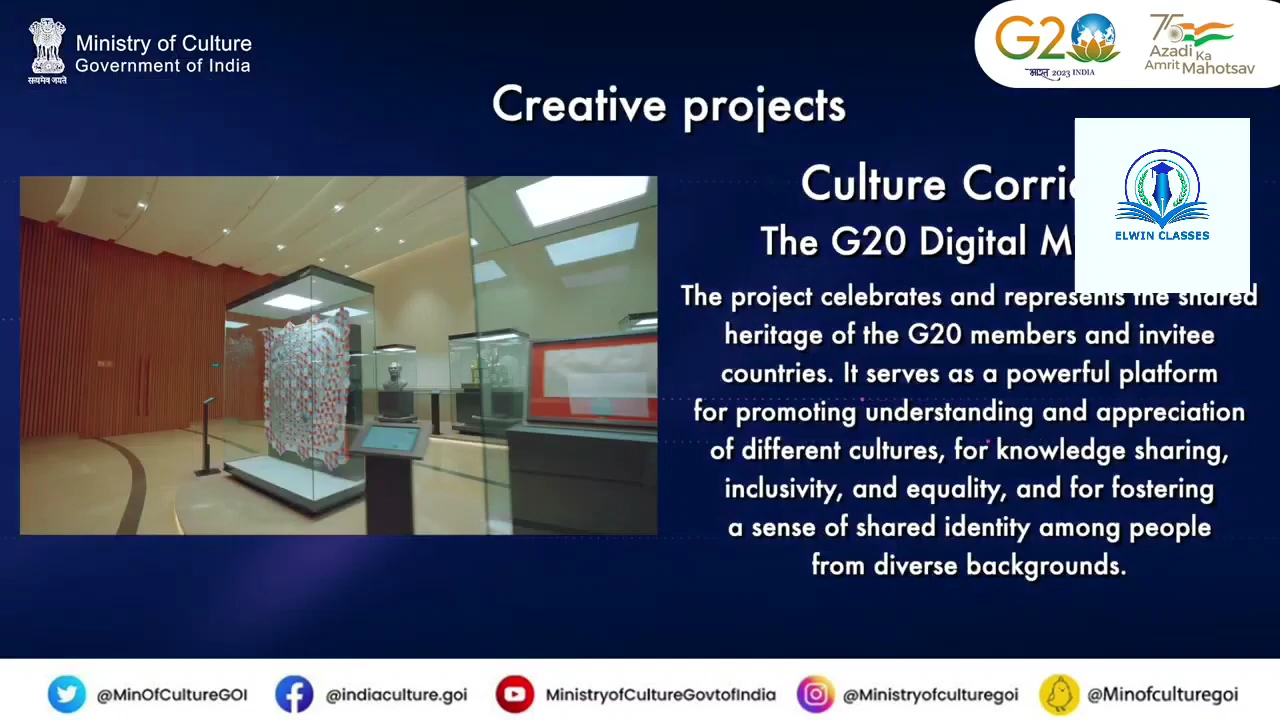 Ministry of Culture
Government of India
सत्यमेव जयते
G20
भारत 2023 INDIA
75
Azadi Ka
Amrit Mahotsav
Creative projects
Culture
The G20 Digital
ELWIN CLASSES
The project celebrates and represents the shared
heritage of the G20 members and invitee
countries. It serves as a powerful platform
for promoting understanding and appreciation
of different cultures, for knowledge sharing,
inclusivity, and equality, and for fostering
a sense of shared identity among people
from diverse backgrounds.
@MinOfCultureGOI
@indiaculture.goi
MinistryofCultureGovtofIndia
@Ministryofculturegoi
@Minofculturegoi